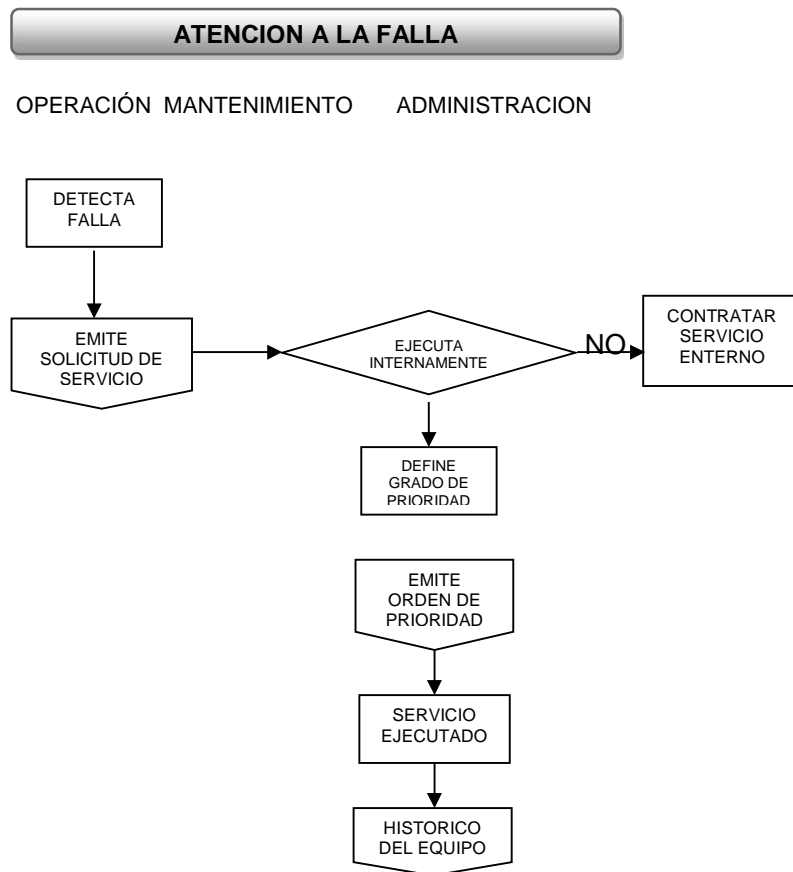 ATENCION A LA FALLA
OPERACIÓN MANTENIMIENTO ADMINISTRACION
DETECTA
FALLA
EMITE
SOLICITUD DE
SERVICIO
EJECUTA
INTERNAMENTE
NO
CONTRATAR
SERVICIO
ENTERNO
DEFINE
GRADO DE
PRIORIDAD
EMITE
ORDEN DE
PRIORIDAD
SERVICIO
EJECUTADO
HISTORICO
DEL EQUIPO